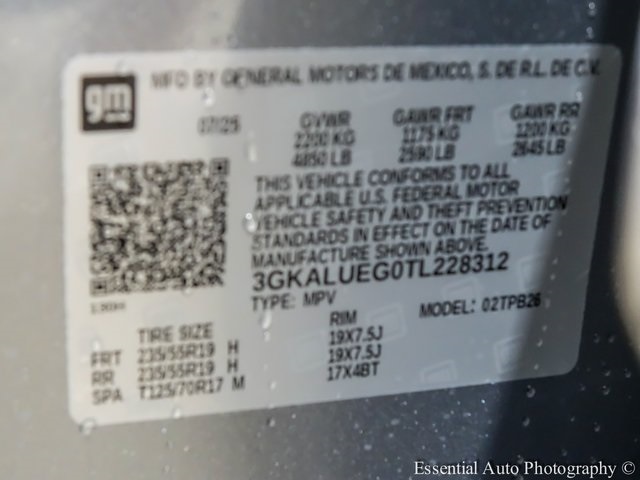 gm
MFD BY GENERAL MOTORS DE MEXICO, S. DE R.L. DE C.V.
07/25 GVWR GAWR FRT GAWR RR
2200 KG 1175 KG 1200 KG
4850 LB 2590 LB 2645 LB
THIS VEHICLE CONFORMS TO ALL
APPLICABLE U.S. FEDERAL MOTOR
VEHICLE SAFETY AND THEFT PREVENTION
STANDARDS IN EFFECT ON THE DATE OF
MANUFACTURE SHOWN ABOVE.
3GKALUEG0TL228312
TYPE: MPV MODEL: 02TPB26
TIRE SIZE RIM
FRT 235/55R19 H 19X7.5J
RR 235/55R19 H 19X7.5J
SPA T125/70R17 M 17X4BT
Essential Auto Photography ©